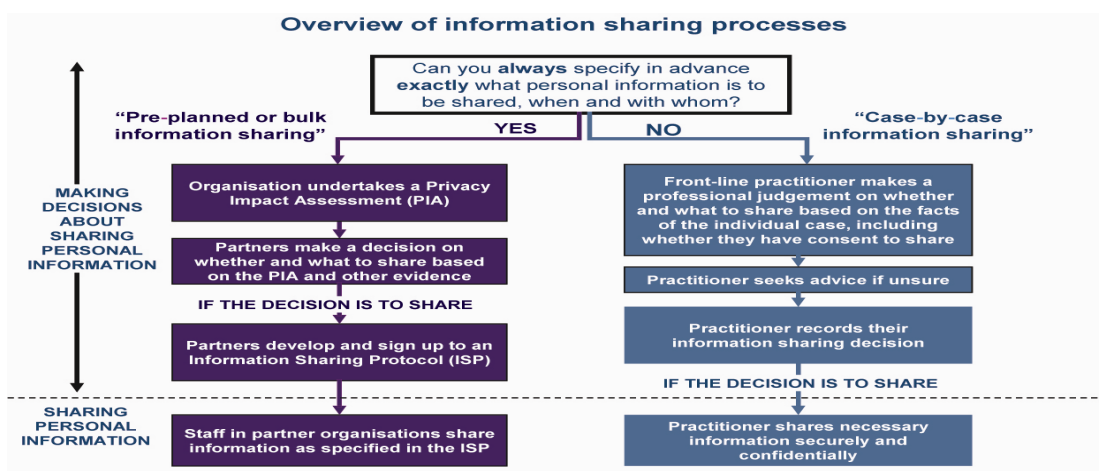 Overview of information sharing processes
Can you always specify in advance
exactly what personal information is to
be shared, when and with whom?
“Pre-planned or bulk
information sharing”
YES
NO
“Case-by-case
information sharing”
MAKING
DECISIONS
ABOUT
SHARING
PERSONAL
INFORMATION
Organisation undertakes a Privacy
Impact Assessment (PIA)
Partners make a decision on
whether and what to share based
on the PIA and other evidence
IF THE DECISION IS TO SHARE
Partners develop and sign up to an
Information Sharing Protocol (ISP)
Front-line practitioner makes a
professional judgement on whether
and what to share based on the facts
of the individual case, including
whether they have consent to share
Practitioner seeks advice if unsure
Practitioner records their
information sharing decision
IF THE DECISION IS TO SHARE
SHARING
PERSONAL
INFORMATION
Staff in partner organisations share
information as specified in the ISP
Practitioner shares necessary
information securely and
confidentially